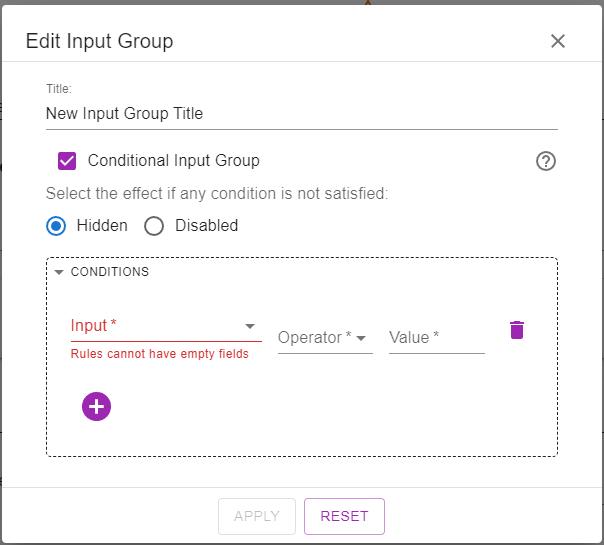 Edit Input Group
Title:
New Input Group Title
Conditional Input Group
Select the effect if any condition is not satisfied:
Hidden Disabled
CONDITIONS
Input *
Operator * Value *
Rules cannot have empty fields
APPLY RESET